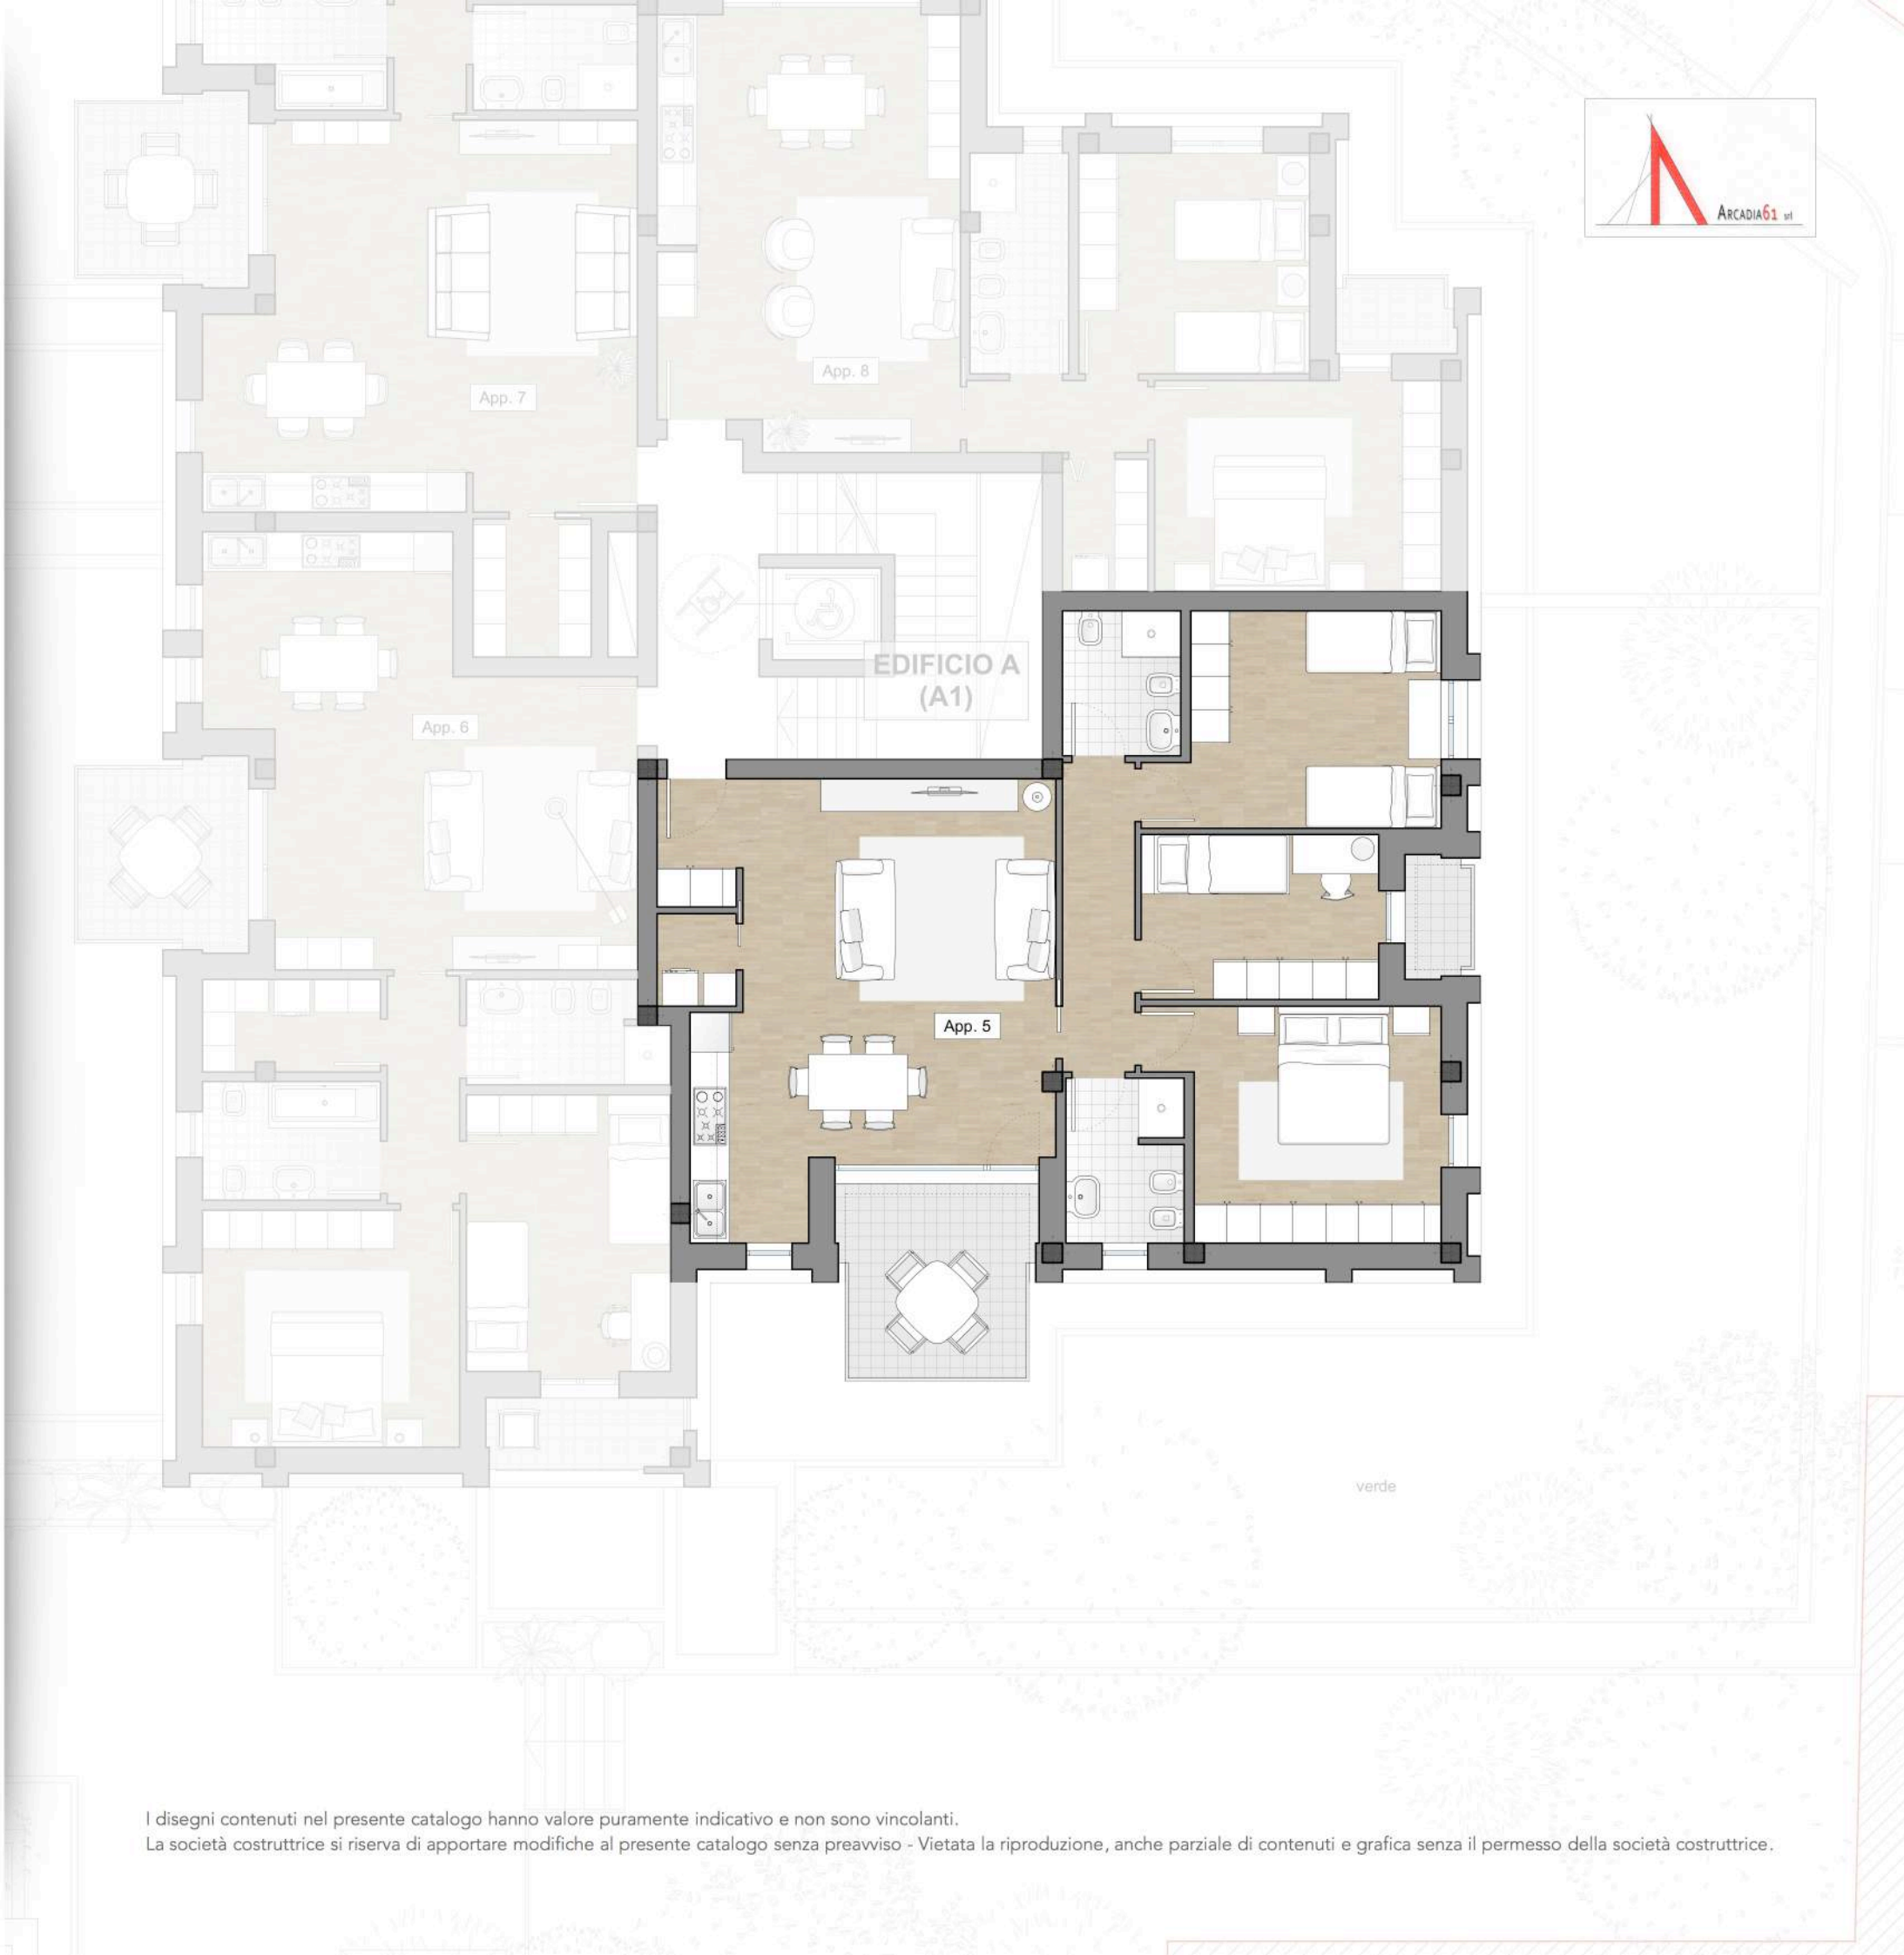 ARCADIA61 srl
App. 8
App. 7
EDIFICIO A
(A1)
App. 6
App. 5
verde
I disegni contenuti nel presente catalogo hanno valore puramente indicativo e non sono vincolanti.
La società costruttrice si riserva di apportare modifiche al presente catalogo senza preavviso - Vietata la riproduzione, anche parziale di contenuti e grafica senza il permesso della società costruttrice.